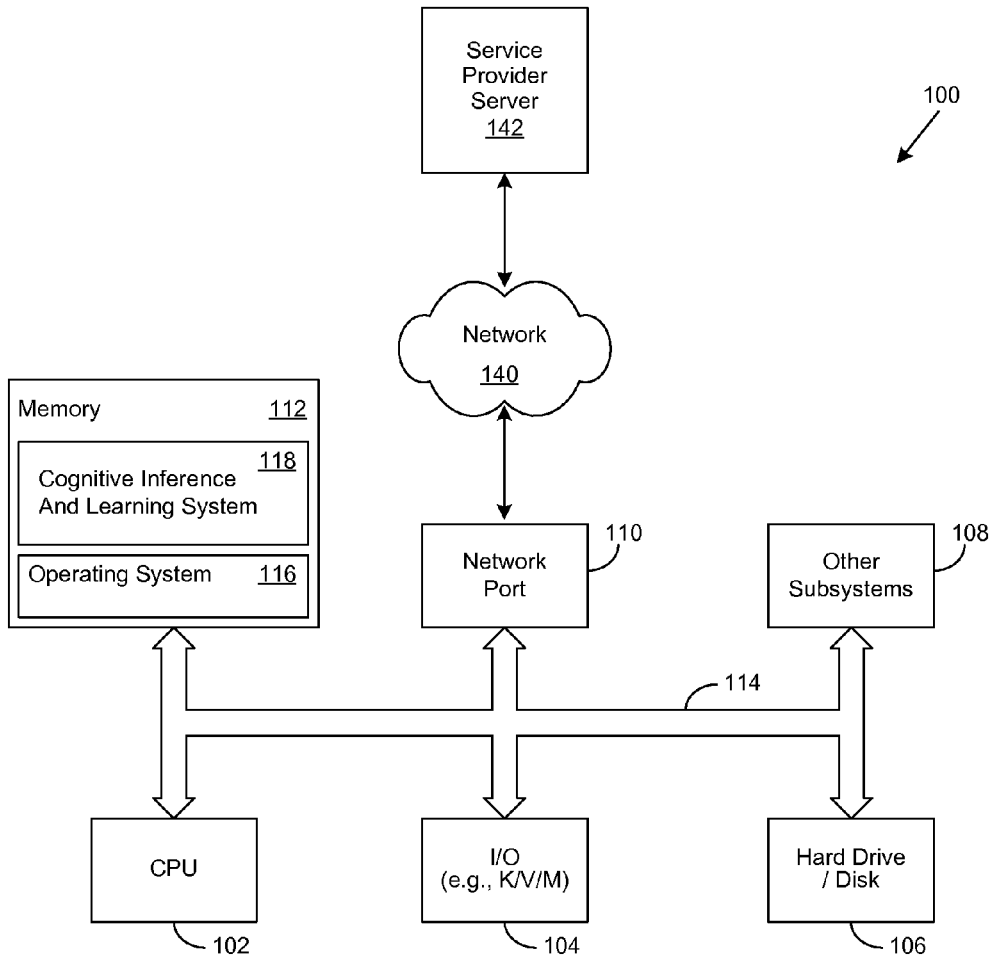 Service
Provider
Server
142
100
Network
140
Memory 112
118
Cognitive Inference
And Learning System
Operating System 116
Network
Port
110
Other
Subsystems
108
114
CPU
102
I/O
(e.g., K/V/M)
104
Hard Drive
/ Disk
106